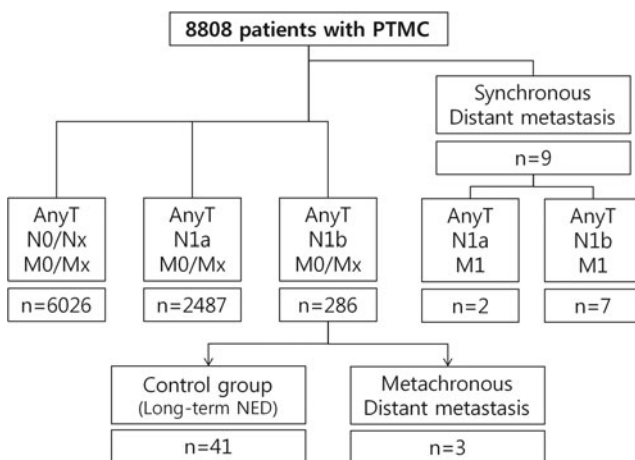 8808 patients with PTMC
Synchronous
Distant metastasis
n=9
AnyT
N0/Nx
M0/Mx
n=6026
AnyT
N1a
M0/Mx
n=2487
AnyT
N1b
M0/Mx
n=286
AnyT
N1a
M1
n=2
AnyT
N1b
M1
n=7
Control group
(Long-term NED)
n=41
Metachronous
Distant metastasis
n=3